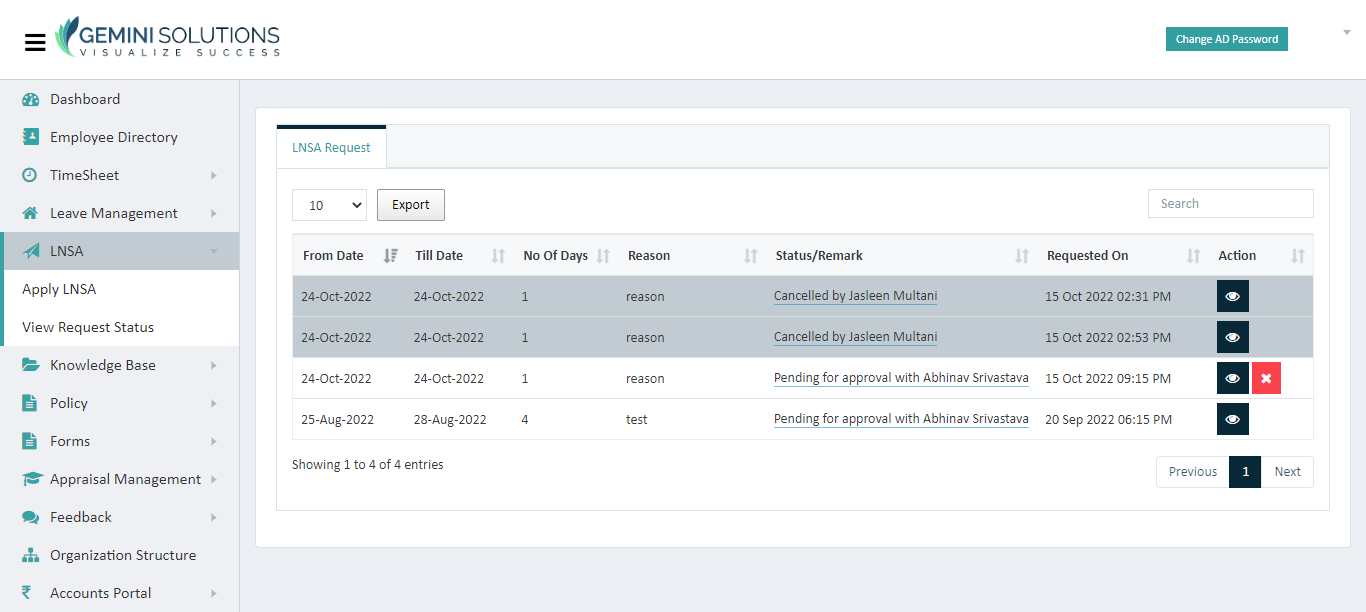 GEMINI SOLUTIONS
VISUALIZE SUCCESS
Change AD Password
Dashboard
Employee Directory
TimeSheet
Leave Management
LNSA
Apply LNSA
View Request Status
Knowledge Base
Policy
Forms
Appraisal Management
Feedback
Organization Structure
Accounts Portal
LNSA Request
10 Export Search
From Date Till Date No Of Days Reason Status/Remark Requested On Action
24-Oct-2022 24-Oct-2022 1 reason Cancelled by Jasleen Multani 15 Oct 2022 02:31 PM
24-Oct-2022 24-Oct-2022 1 reason Cancelled by Jasleen Multani 15 Oct 2022 02:53 PM
24-Oct-2022 24-Oct-2022 1 reason Pending for approval with Abhinav Srivastava 15 Oct 2022 09:15 PM
25-Aug-2022 28-Aug-2022 4 test Pending for approval with Abhinav Srivastava 20 Sep 2022 06:15 PM
Showing 1 to 4 of 4 entries
Previous 1 Next